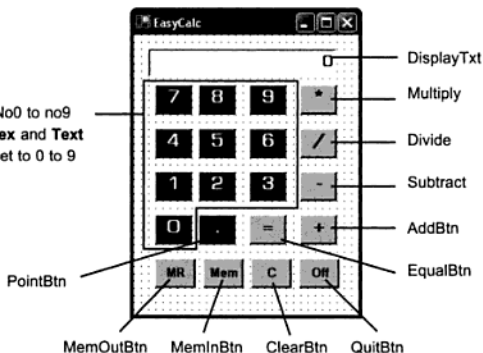 EasyCalc
0
DisplayTxt
7 8 9 *
Multiply
No0 to no9
ex and Text
et to 0 to 9
4 5 6 /
Divide
1 2 3 -
Subtract
0 . = +
AddBtn
EqualBtn
PointBtn
MR Mem C Off
MemOutBtn MemInBtn ClearBtn QuitBtn